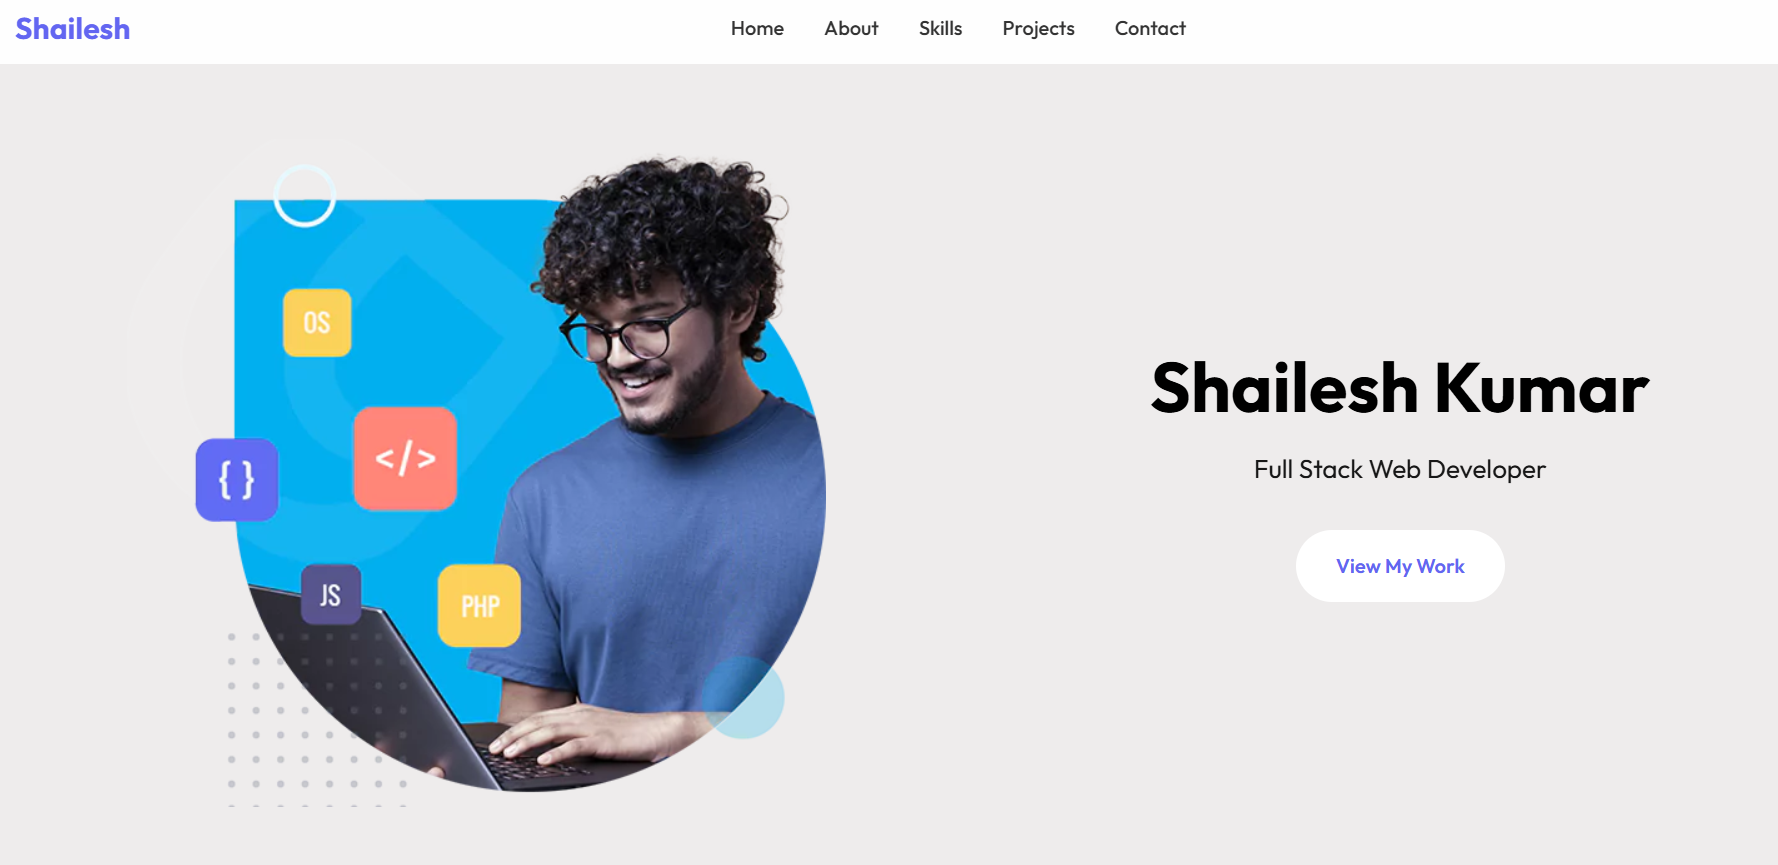 Shailesh
Home About Skills Projects Contact
OS
</>
{ }
JS
PHP
Shailesh Kumar
Full Stack Web Developer
View My Work